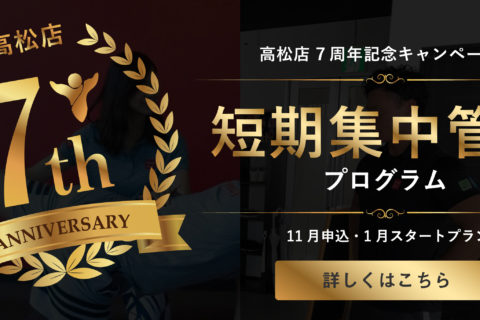 高松店
7th
ANNIVERSARY
高松店 7周年記念キャンペー
短期集中管
プログラム
11月申込・1月スタートプラン
詳しくはこちら